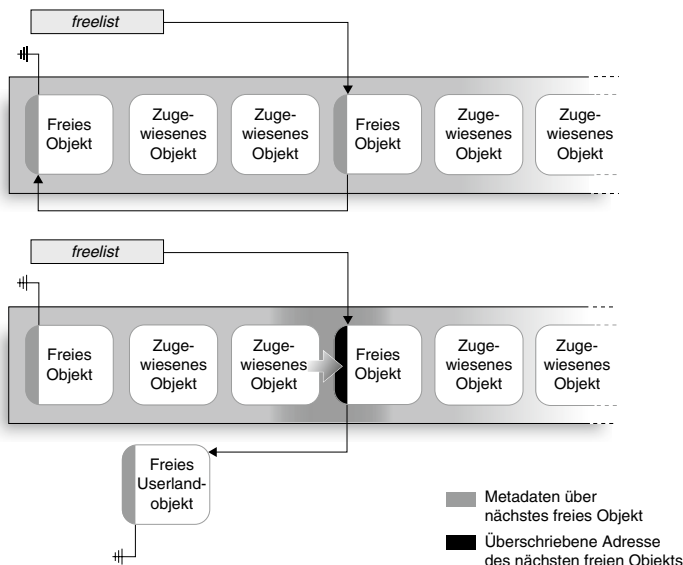 freelist
Freies
Objekt
Zuge-
wiesenes
Objekt
Zuge-
wiesenes
Objekt
Freies
Objekt
Zuge-
wiesenes
Objekt
Zuge-
wiesenes
Objekt
freelist
Freies
Objekt
Zuge-
wiesenes
Objekt
Zuge-
wiesenes
Objekt
Freies
Objekt
Zuge-
wiesenes
Objekt
Zuge-
wiesenes
Objekt
Freies
Userland-
objekt
Metadaten über
nächstes freies Objekt
Überschriebene Adresse
des nächsten freien Objekts